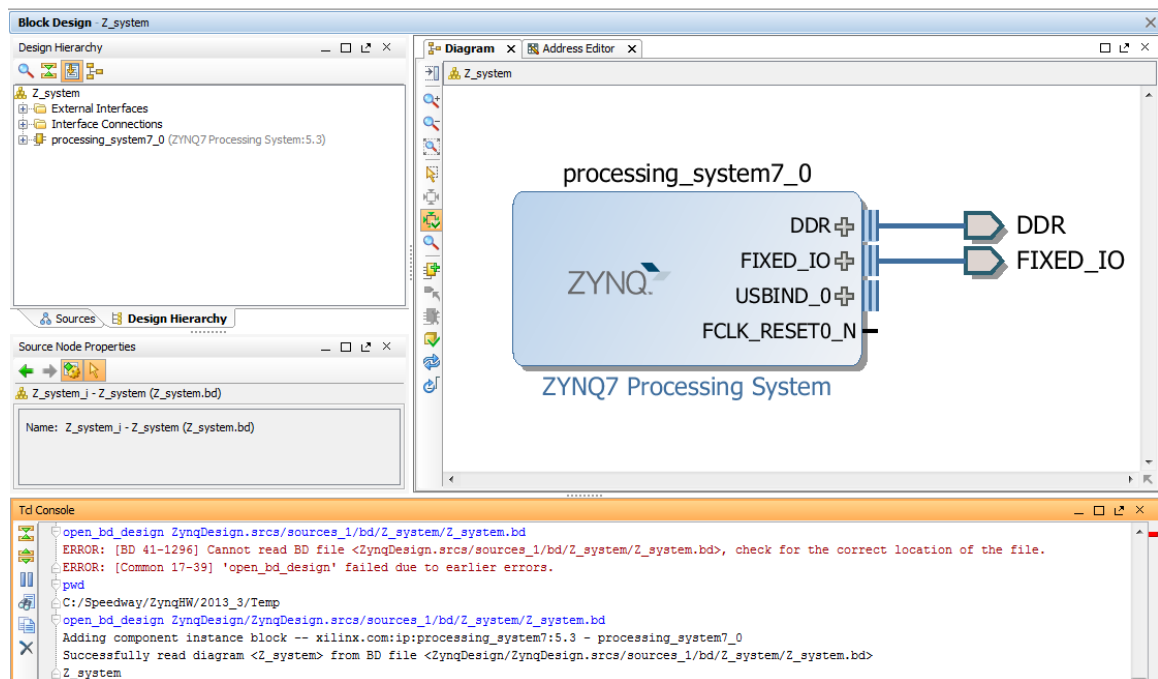 Block Design - Z_system
Design Hierarchy
Z_system
External Interfaces
Interface Connections
processing_system7_0 (ZYNQ7 Processing System:5.3)
Sources
Design Hierarchy
Source Node Properties
Z_system_i - Z_system (Z_system.bd)
Name: Z_system_i - Z_system (Z_system.bd)
Diagram
Address Editor
Z_system
processing_system7_0
DDR
FIXED_IO
USBIND_0
FCLK_RESET0_N
ZYNQ
DDR
FIXED_IO
ZYNQ7 Processing System
Tcl Console
open_bd_design ZynqDesign.srcs/sources_1/bd/Z_system/Z_system.bd
ERROR: [BD 41-1296] Cannot read BD file <ZynqDesign.srcs/sources_1/bd/Z_system/Z_system.bd>, check for the correct location of the file.
ERROR: [Common 17-39] 'open_bd_design' failed due to earlier errors.
pwd
C:/Speedway/ZynqHW/2013_3/Temp
open_bd_design ZynqDesign/ZynqDesign.srcs/sources_1/bd/Z_system/Z_system.bd
Adding component instance block -- xilinx.com:ip:processing_system7:5.3 - processing_system7_0
Successfully read diagram <Z_system> from BD file <ZynqDesign/ZynqDesign.srcs/sources_1/bd/Z_system/Z_system.bd>
Z_system